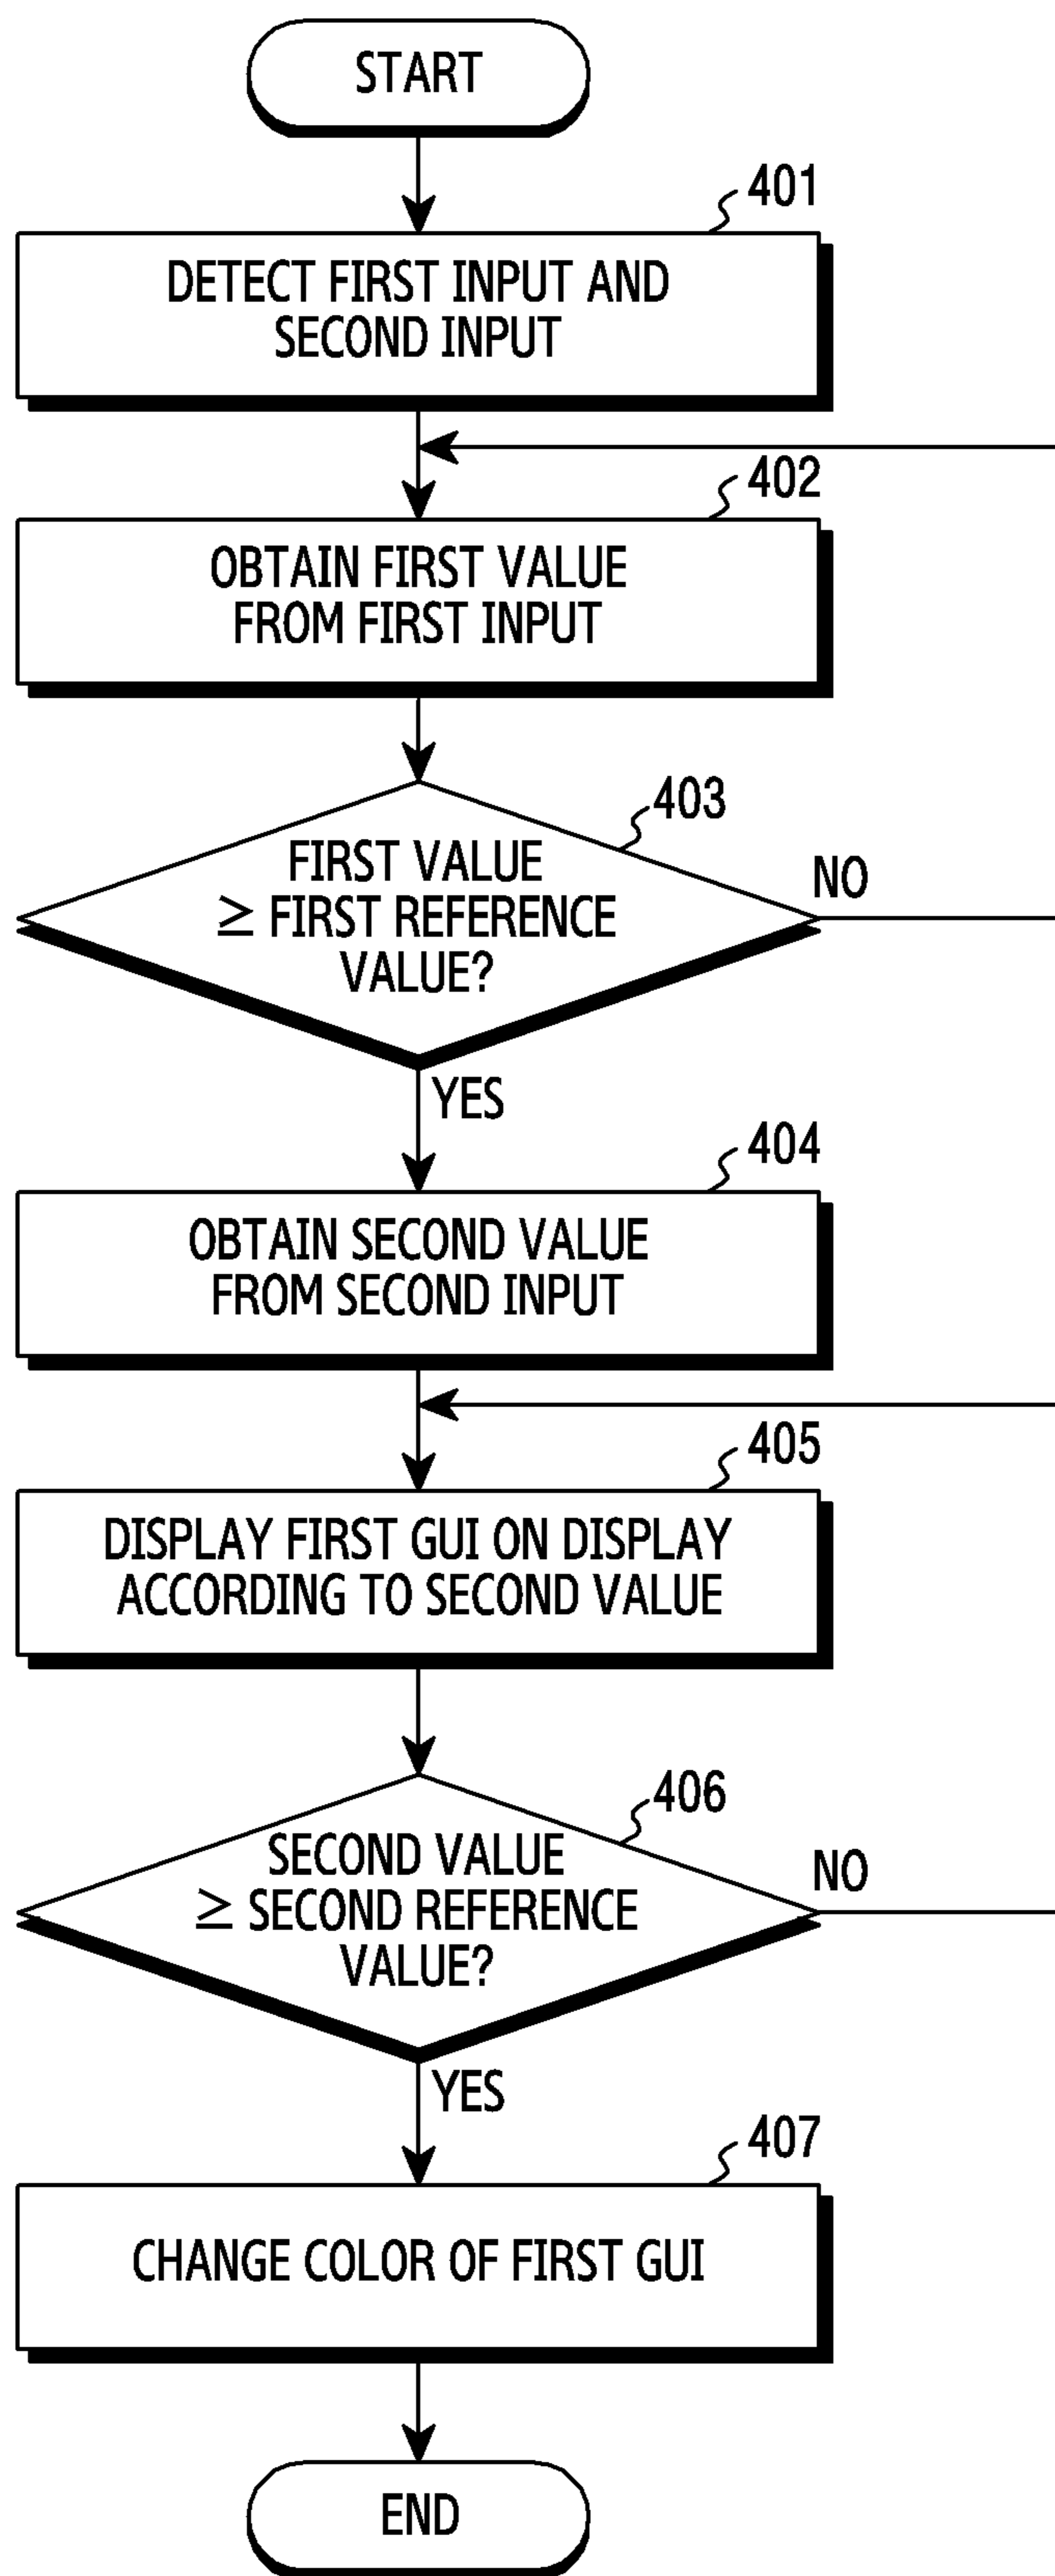 START
401
DETECT FIRST INPUT AND
SECOND INPUT
402
OBTAIN FIRST VALUE
FROM FIRST INPUT
403
FIRST VALUE
≥ FIRST REFERENCE
VALUE?
NO
YES
404
OBTAIN SECOND VALUE
FROM SECOND INPUT
405
DISPLAY FIRST GUI ON DISPLAY
ACCORDING TO SECOND VALUE
406
SECOND VALUE
≥ SECOND REFERENCE
VALUE?
NO
YES
407
CHANGE COLOR OF FIRST GUI
END